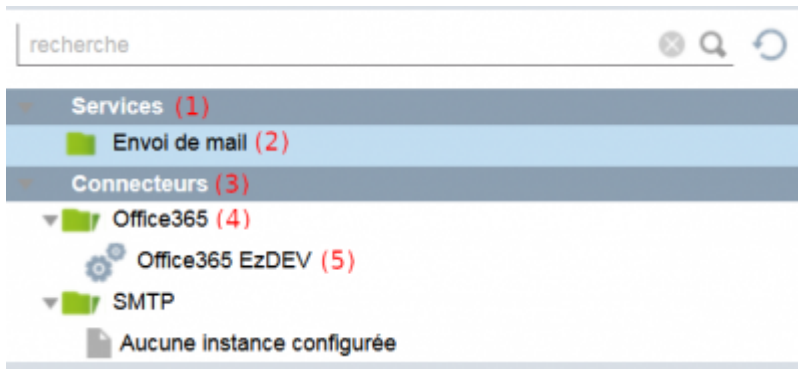 recherche
Services (1)
Envoi de mail (2)
Connecteurs (3)
Office365 (4)
Office365 EzDEV (5)
SMTP
Aucune instance configurée